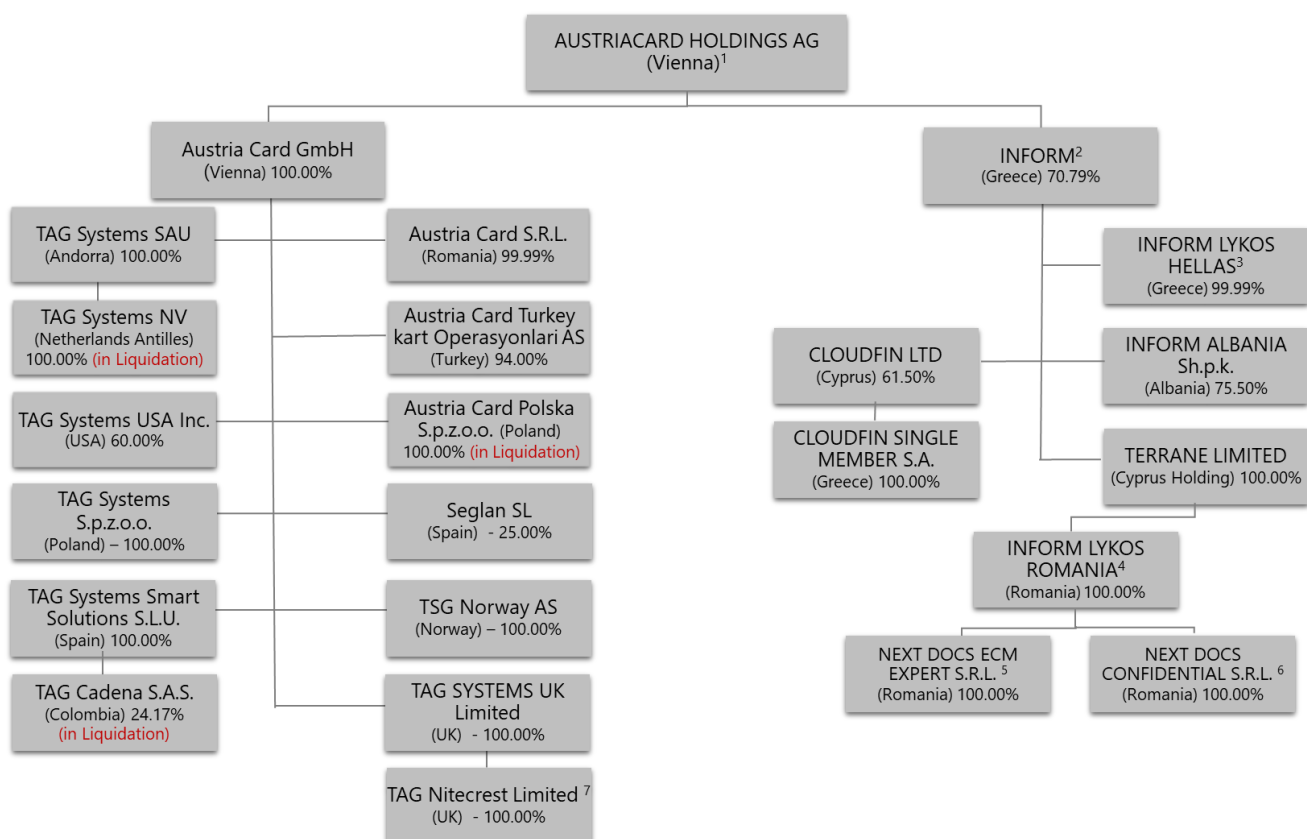 AUSTRIACARD HOLDINGS AG
(Vienna)¹
Austria Card GmbH
(Vienna) 100.00%
INFORM²
(Greece) 70.79%
TAG Systems SAU
(Andorra) 100.00%
Austria Card S.R.L.
(Romania) 99.99%
INFORM LYKOS
HELLAS³
(Greece) 99.99%
TAG Systems NV
(Netherlands Antilles)
100.00% (in Liquidation)
Austria Card Turkey
kart Operasyonlari AS
(Turkey) 94.00%
CLOUDFIN LTD
(Cyprus) 61.50%
INFORM ALBANIA
Sh.p.k.
(Albania) 75.50%
TAG Systems USA Inc.
(USA) 60.00%
Austria Card Polska
S.p.z.o.o. (Poland)
100.00% (in Liquidation)
CLOUDFIN SINGLE
MEMBER S.A.
(Greece) 100.00%
TERRANE LIMITED
(Cyprus Holding) 100.00%
TAG Systems
S.p.z.o.o.
(Poland) – 100.00%
Seglan SL
(Spain) - 25.00%
INFORM LYKOS
ROMANIA⁴
(Romania) 100.00%
TAG Systems Smart
Solutions S.L.U.
(Spain) 100.00%
TSG Norway AS
(Norway) – 100.00%
NEXT DOCS ECM
EXPERT S.R.L. ⁵
(Romania) 100.00%
NEXT DOCS
CONFIDENTIAL S.R.L. ⁶
(Romania) 100.00%
TAG Cadena S.A.S.
(Colombia) 24.17%
(in Liquidation)
TAG SYSTEMS UK
Limited
(UK) - 100.00%
TAG Nitecrest Limited ⁷
(UK) - 100.00%